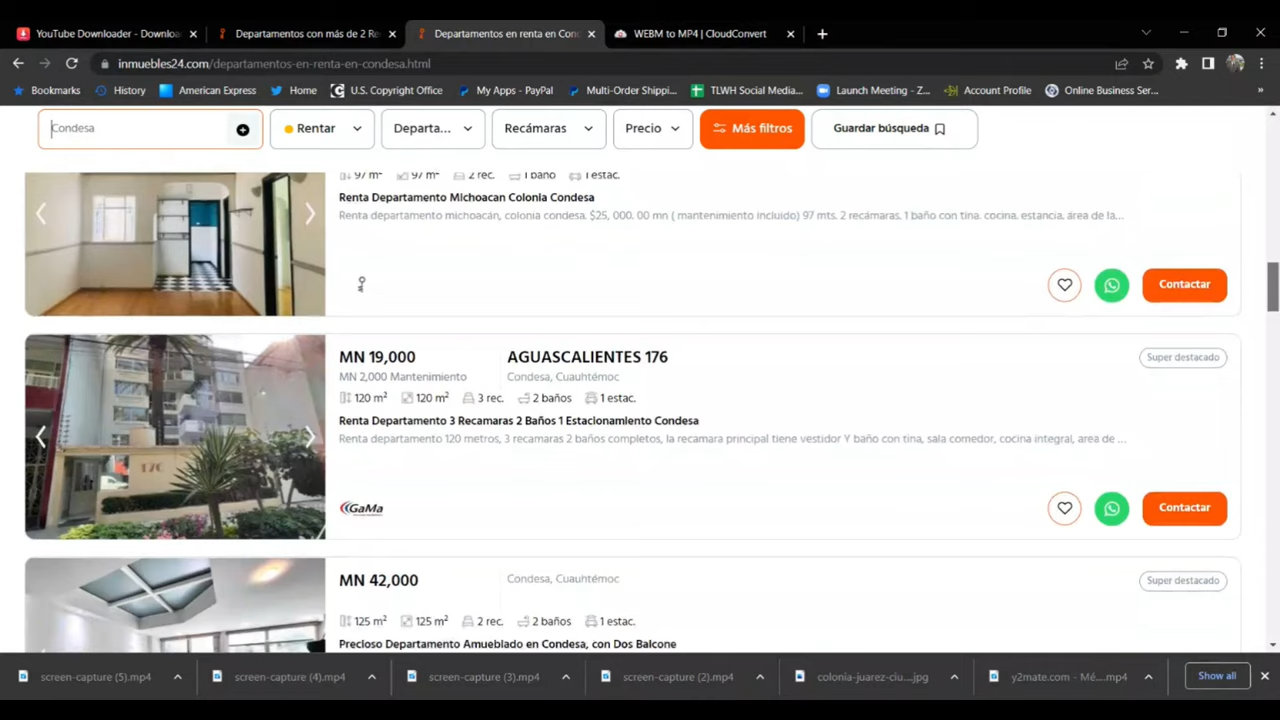 YouTube Downloader - Downloa
Departamentos con más de 2 Re
Departamentos en renta en Con
WEBM to MP4 | CloudConvert
inmuebles24.com/departamentos-en-renta-en-condesa.html
Bookmarks
History
American Express
Home
U.S. Copyright Office
My Apps - PayPal
Multi-Order Shippi...
TLWH Social Media...
Launch Meeting - Z...
Account Profile
Online Business Ser...
Condesa
Rentar
Departa...
Recámaras
Precio
Más filtros
Guardar búsqueda
97 m² 97 m² 2 rec. 1 baño 1 estac.
Renta Departamento Michoacan Colonia Condesa
Renta departamento michoacán, colonia condesa. $25, 000. 00 mn ( mantenimiento incluido) 97 mts. 2 recámaras. 1 baño con tina. cocina. estancia. área de la...
Contactar
MN 19,000
AGUASCALIENTES 176
Super destacado
MN 2,000 Mantenimiento
Condesa, Cuauhtémoc
120 m² 120 m² 3 rec. 2 baños 1 estac.
Renta Departamento 3 Recamaras 2 Baños 1 Estacionamiento Condesa
Renta departamento 120 metros, 3 recamaras 2 baños completos, la recamara principal tiene vestidor Y baño con tina, sala comedor, cocina integral, area de ...
176
GaMa
Contactar
MN 42,000
Condesa, Cuauhtémoc
Super destacado
125 m² 125 m² 2 rec. 2 baños 1 estac.
Precioso Departamento Amueblado en Condesa, con Dos Balcone
screen-capture (5).mp4
screen-capture (4).mp4
screen-capture (3).mp4
screen-capture (2).mp4
colonia-juarez-ciu....jpg
y2mate.com - Mé....mp4
Show all